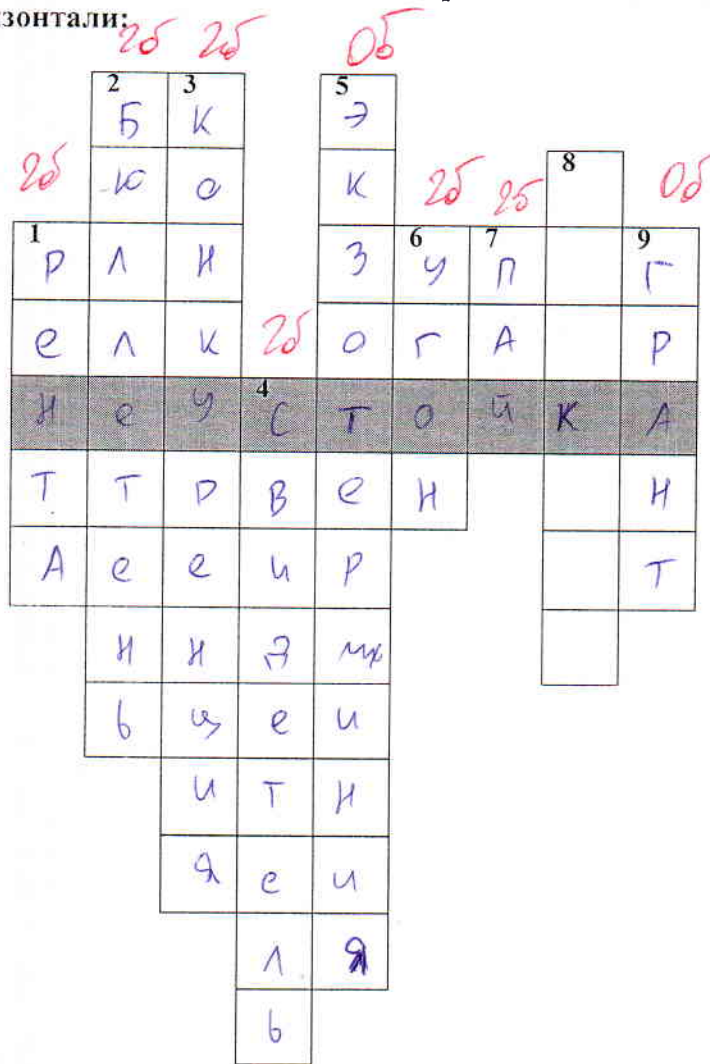 зонтали:
2б 2б 0б
2 3 5
Б К Э
2б ю о к 2б 2б 8 0б
1 6 7 9
Р л н з у п Г
е л к 2б о г А Р
4
Н е у с т о й к А
Т т р в е н н
А е е и р Т
н н д
ь ц е и
и т н
я е и
л я
ь